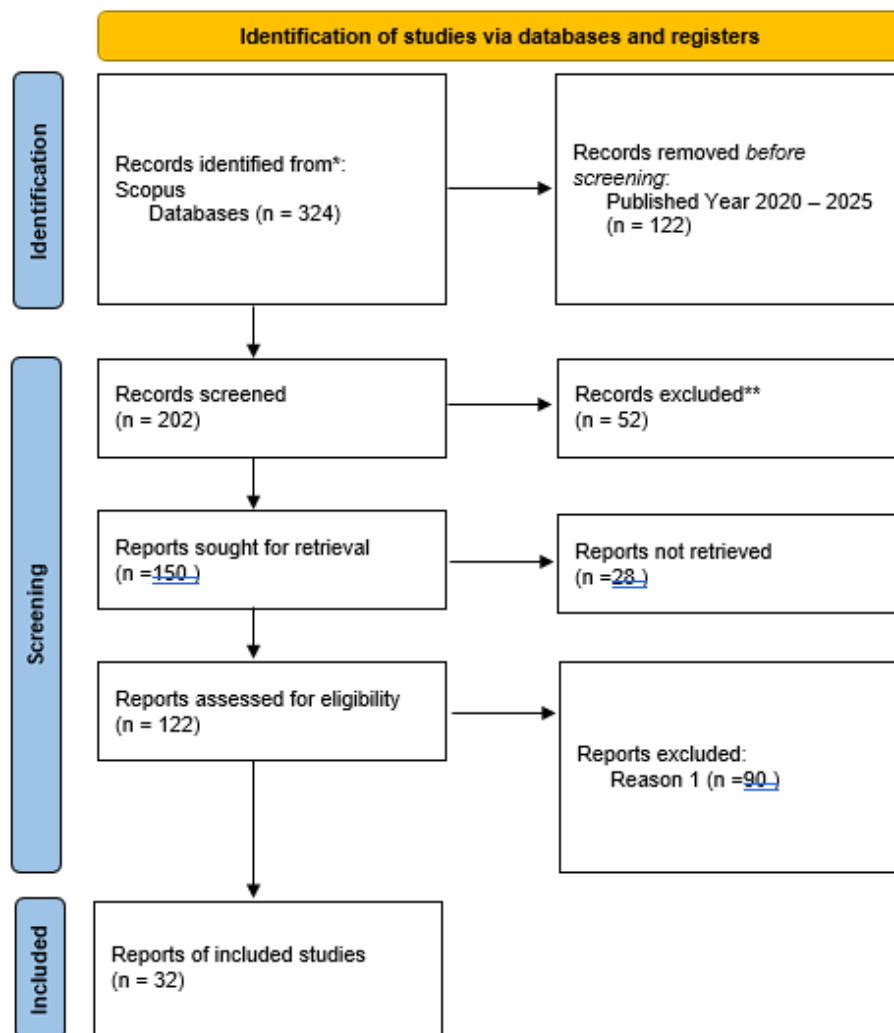 Identification of studies via databases and registers
Identification
Records identified from*:
Scopus
Databases (n = 324)
Records removed before
screening:
Published Year 2020 – 2025
(n = 122)
Screening
Records screened
(n = 202)
Records excluded**
(n = 52)
Reports sought for retrieval
(n =150 )
Reports not retrieved
(n =28 )
Reports assessed for eligibility
(n = 122)
Reports excluded:
Reason 1 (n =90 )
Included
Reports of included studies
(n = 32)